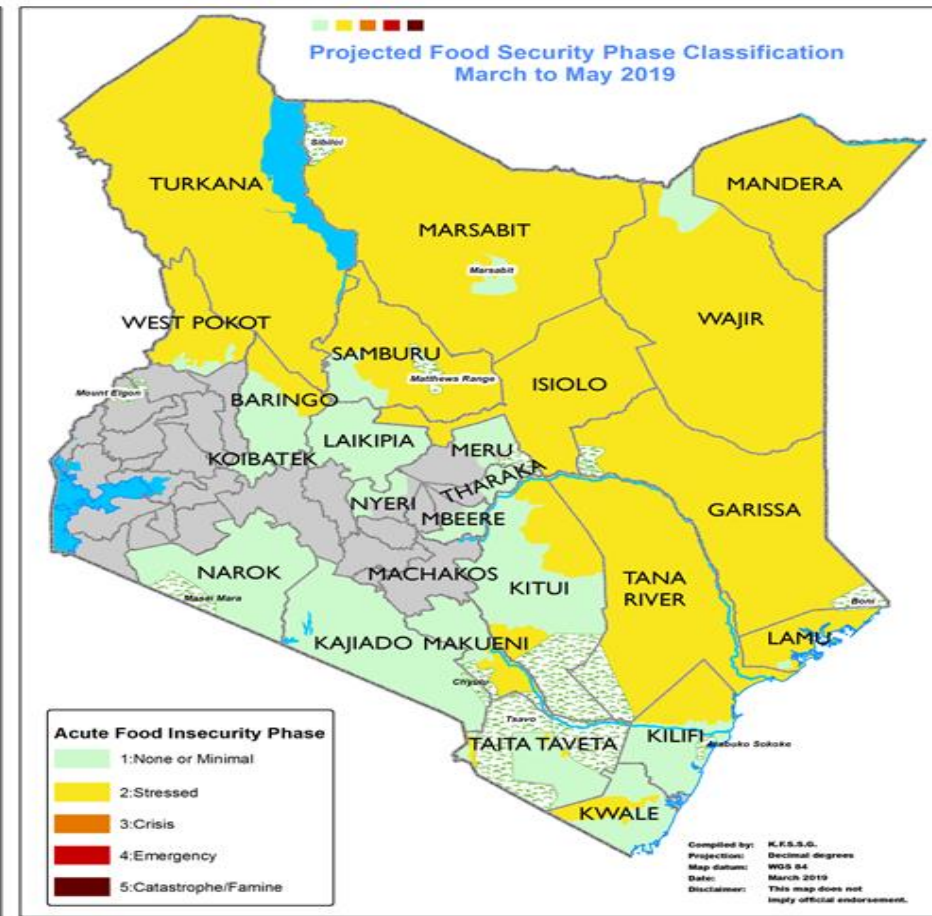 Projected Food Security Phase Classification
March to May 2019
Sibiloi
TURKANA
MANDERA
MARSABIT
Marsabit
WAJIR
WEST POKOT
SAMBURU
Matthews Range
ISIOLO
Mount Elgon
BARINGO
LAIKIPIA
MERU
KOIBATEK
THARAKA
NYERI
GARISSA
MBEERE
NAROK
MACHAKOS
KITUI
TANA
RIVER
Masai Mara
Boni
LAMU
KAJIADO
MAKUENI
Tsavo
KILIFI
TAITA TAVETA
Arabuko Sokoke
KWALE
Acute Food Insecurity Phase
1:None or Minimal
2:Stressed
3:Crisis
4:Emergency
5:Catastrophe/Famine
Compiled by: K.F.S.S.G.
Projection: Decimal degrees
Map datum: WGS 84
Date: March 2019
Disclaimer: This map does not
imply official endorsement.